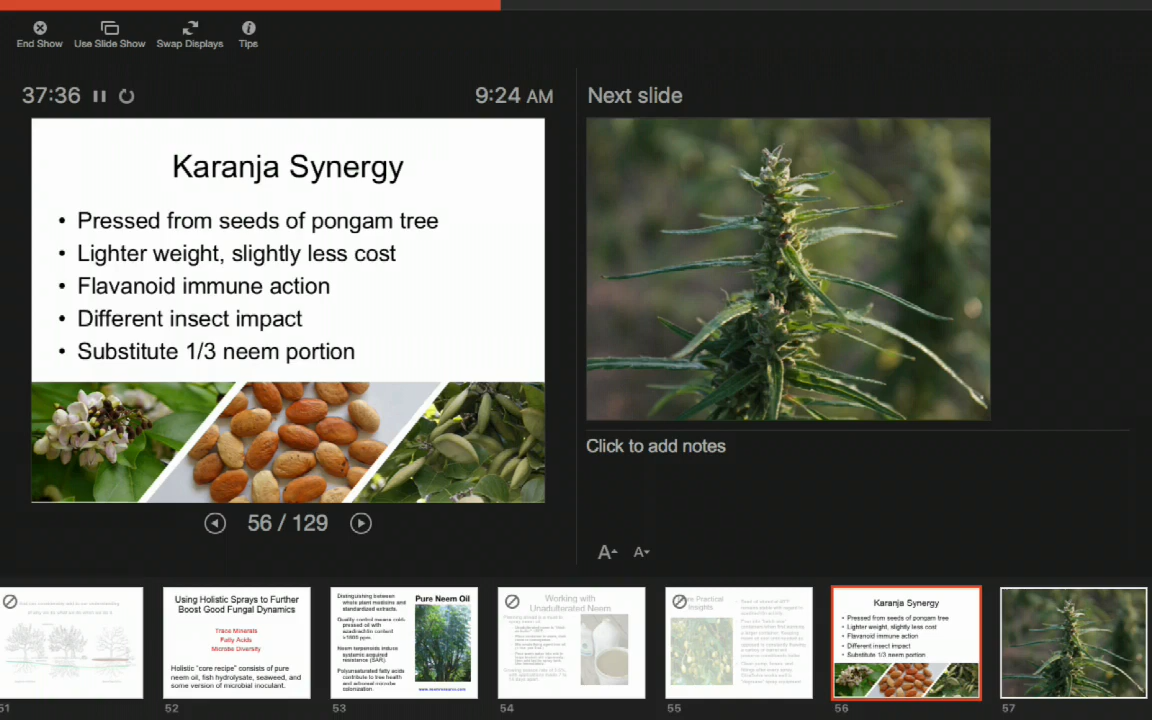 End Show
Use Slide Show
Swap Displays
Tips
37:36
9:24 AM
Next slide
Karanja Synergy
• Pressed from seeds of pongam tree
• Lighter weight, slightly less cost
• Flavanoid immune action
• Different insect impact
• Substitute 1/3 neem portion
56 / 129
Click to add notes
A A
Using Holistic Sprays to Further
Boost Good Fungal Dynamics
Trace Minerals
Fatty Acids
Microbe Diversity
Holistic "core recipe" consists of pure
neem oil, fish hydrolysate, seaweed, and
some version of microbial inoculant.
Distinguishing between
whole plant medicine and
standardized extracts.
Quality control means cold-
pressed oil with
azadirachtin content
Neem terpenoids induce
systemic acquired
resistance (SAR).
Polyunsaturated fatty acids
contribute to tree health
and arboreal microbe
colonization.
Pure Neem Oil
www.neemresource.com
Working with
Unadulterated Neem
Practical
Insights
Karanja Synergy
• Pressed from seeds of pongam tree
• Lighter weight, slightly less cost
• Flavanoid immune action
• Different insect impact
• Substitute 1/3 neem portion
51
52
53
54
55
56
57